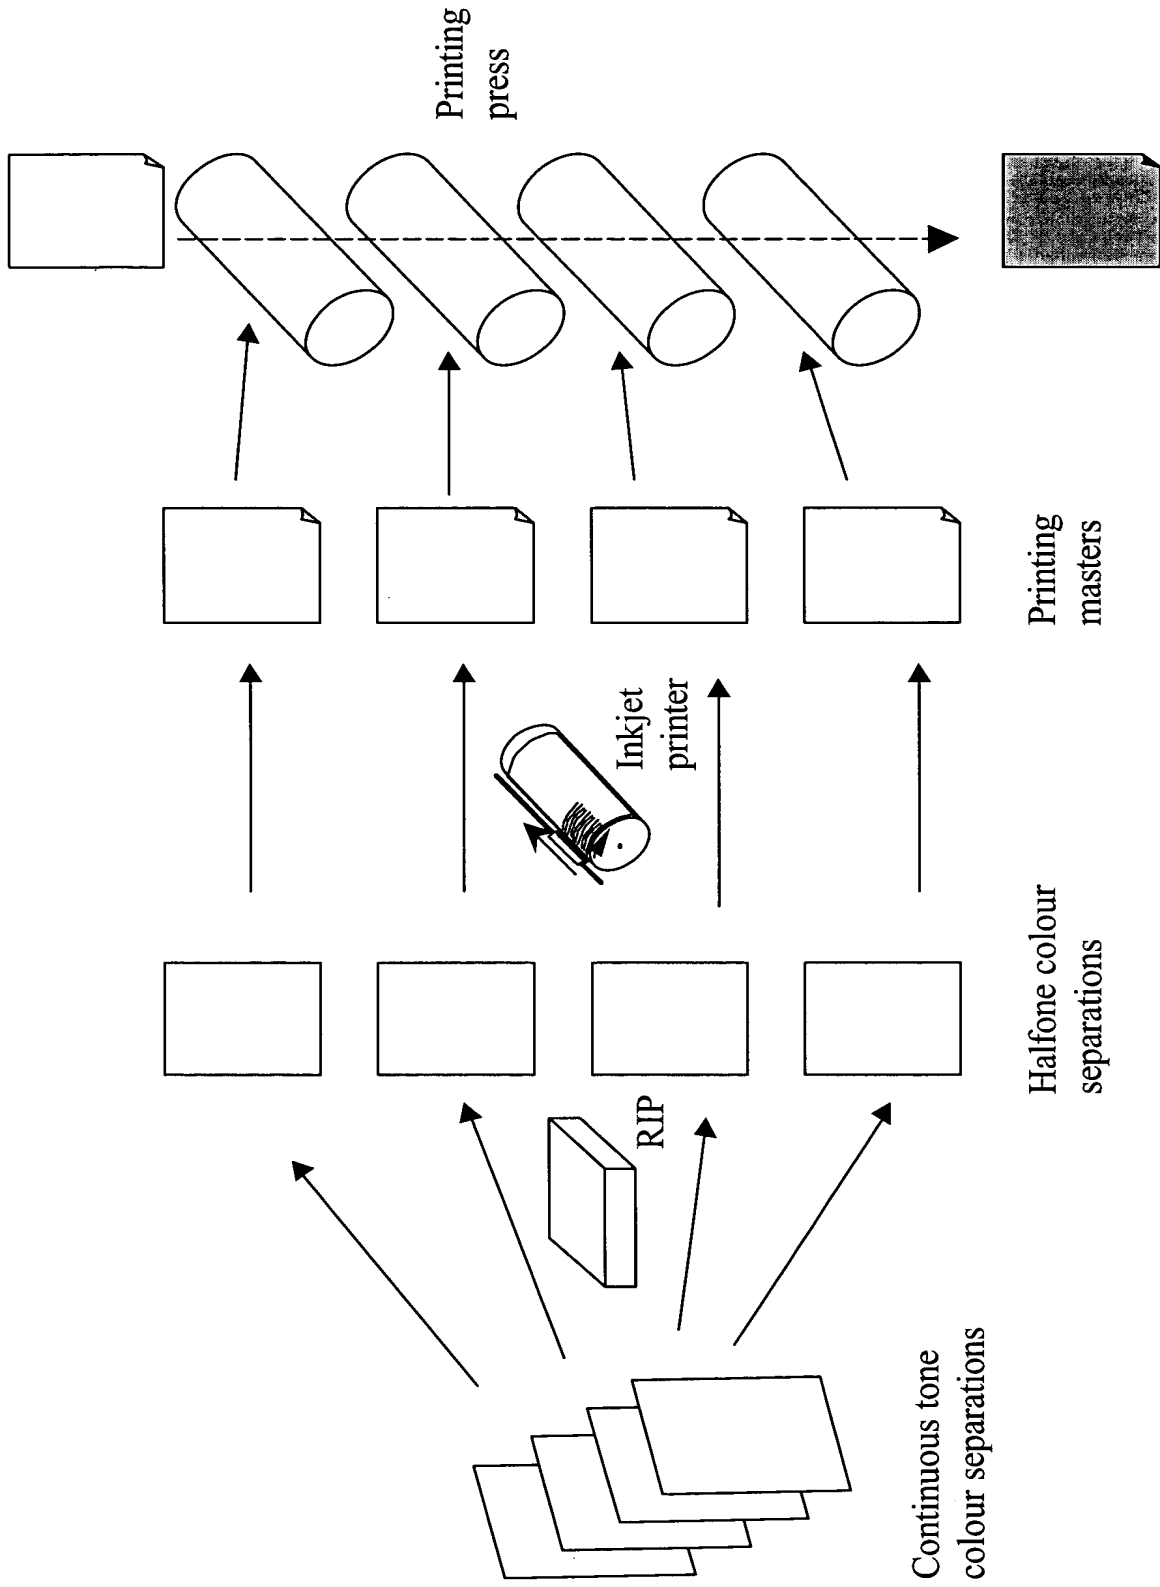 Continuous tone
colour separations
RIP
Halfone colour
separations
Inkjet
printer
Printing
masters
Printing
press